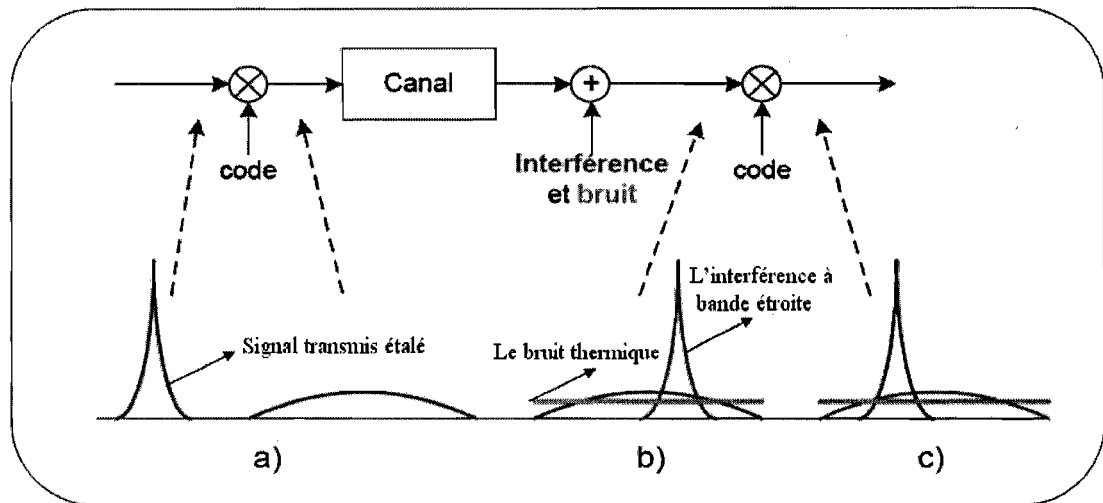 Canal
+
code
Interférence
et bruit
code
L'interférence à
bande étroite
Signal transmis étalé
Le bruit thermique
a)
b)
c)